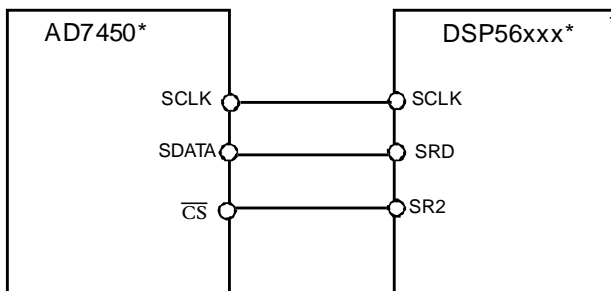 AD7450* DSP56xxx* *
SCLK SCLK
SDATA SRD
CS SR2